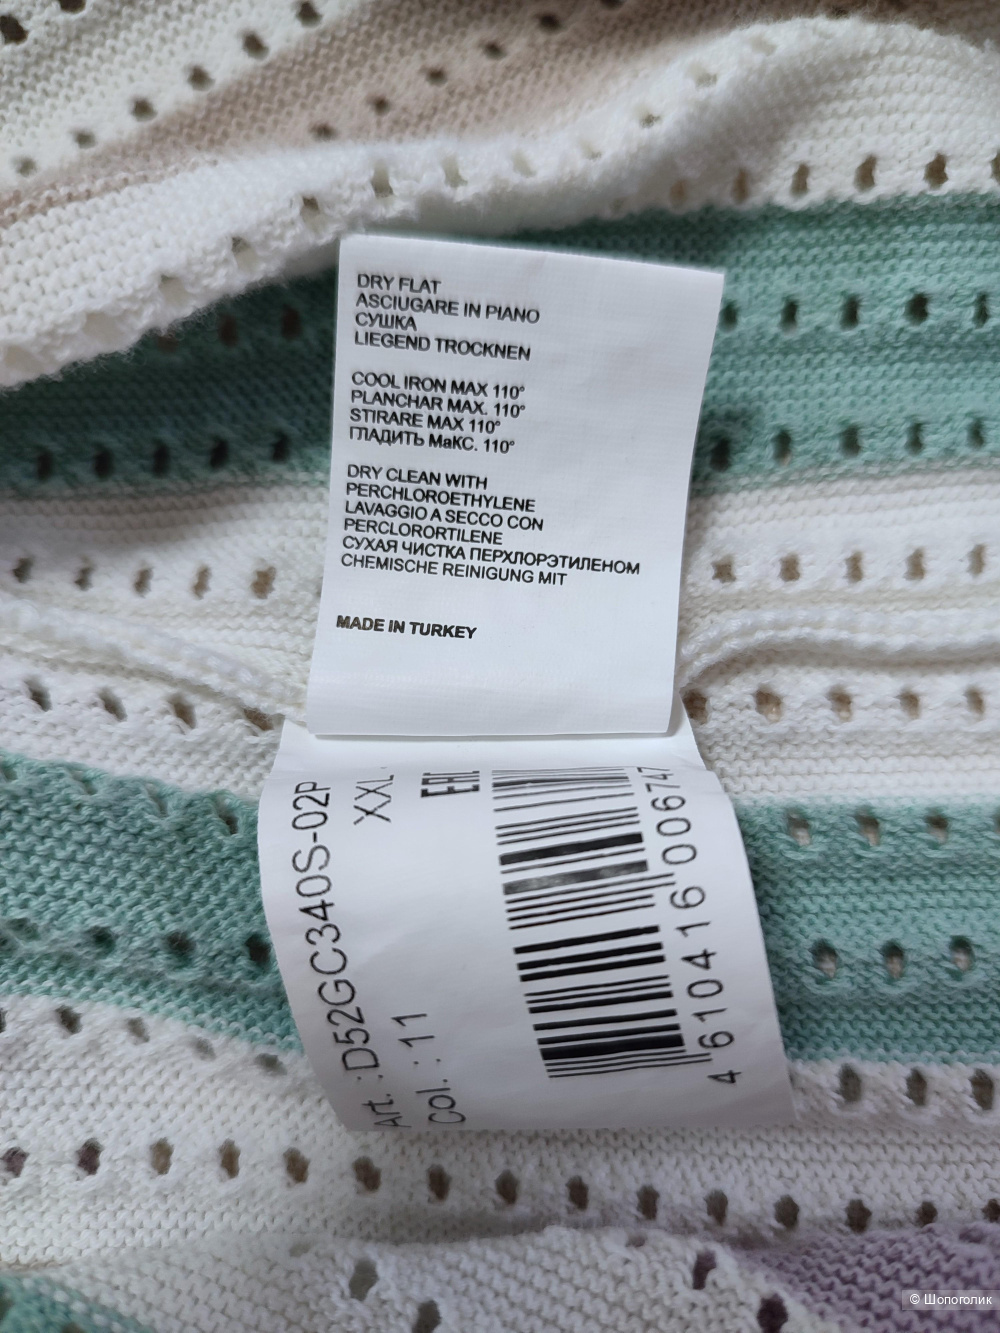 DRY FLAT
ASCIUGARE IN PIANO
СУШКА
LIEGEND TROCKNEN
COOL IRON MAX 110°
PLANCHAR MAX. 110°
STIRARE MAX 110°
ГЛАДИТЬ МаКС. 110°
DRY CLEAN WITH
PERCHLOROETHYLENE
LAVAGGIO A SECCO CON
PERCLORORTILENE
СУХАЯ ЧИСТКА ПЕРХЛОРЭТИЛЕНОМ
CHEMISCHE REINIGUNG MIT
MADE IN TURKEY
Art.:D52GC340S-02P
Col.:11
XXL
EAC
4 610416 006747
© Шопоголик